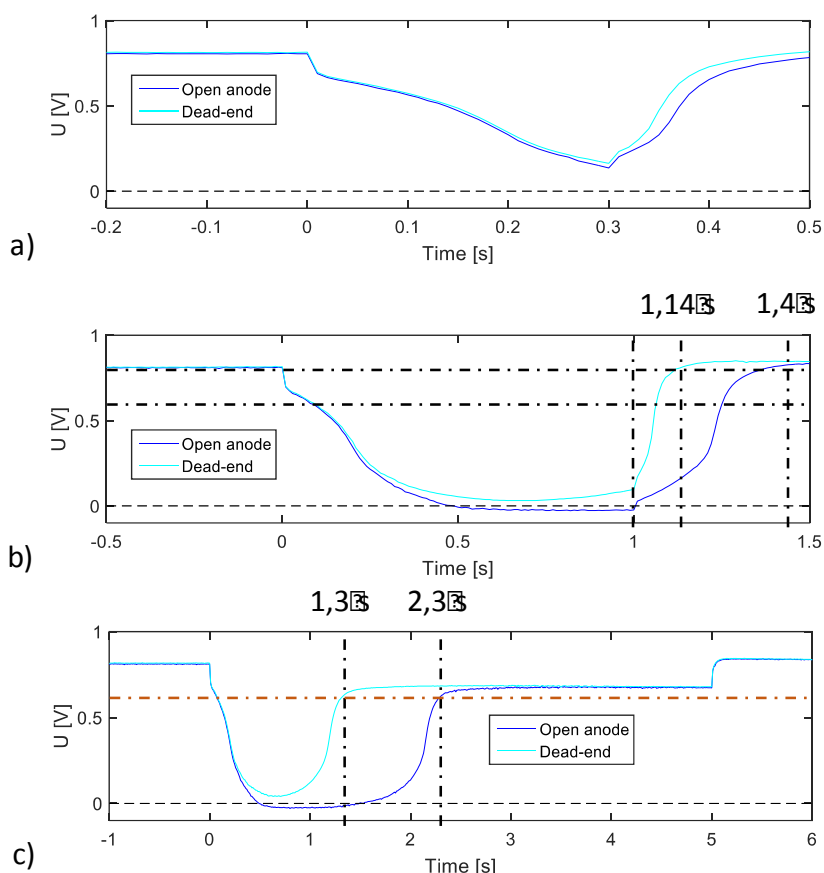 1
0.5
0
U [V]
Open anode
Dead-end
-0.2 -0.1 0 0.1 0.2 0.3 0.4 0.5
Time [s]
a)
1,14 s 1,4 s
1
0.5
0
U [V]
Open anode
Dead-end
-0.5 0 0.5 1 1.5
Time [s]
b)
1,3 s 2,3 s
1
0.5
0
U [V]
Open anode
Dead-end
-1 0 1 2 3 4 5 6
Time [s]
c)